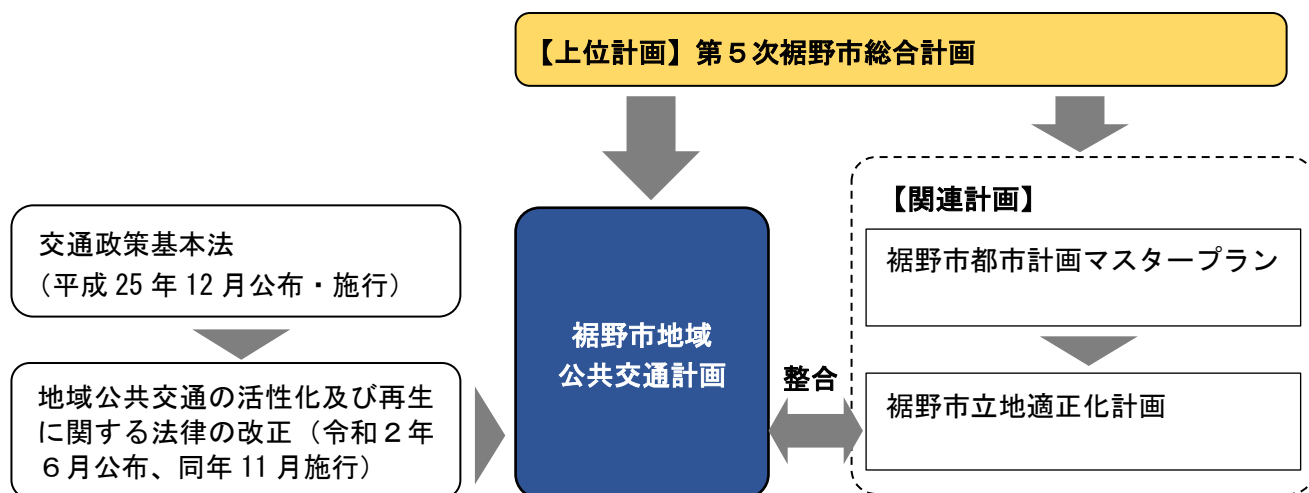 【上位計画】第５次裾野市総合計画
交通政策基本法
（平成 25 年 12 月公布・施行）
地域公共交通の活性化及び再生
に関する法律の改正（令和２年
６月公布、同年 11 月施行）
裾野市地域
公共交通計画
整合
【関連計画】
裾野市都市計画マスタープラン
裾野市立地適正化計画